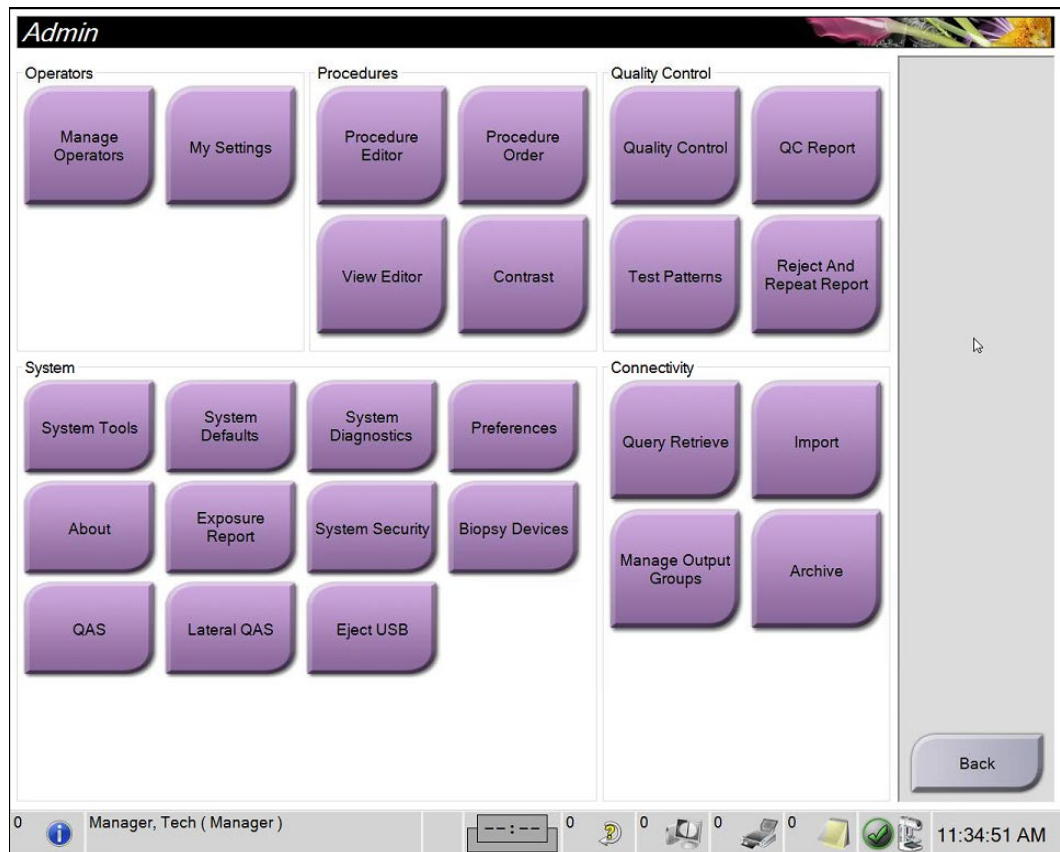 Admin
Operators
Manage
Operators
My Settings
Procedures
Procedure
Editor
Procedure
Order
View Editor
Contrast
Quality Control
Quality Control
QC Report
Test Patterns
Reject And
Repeat Report
System
System Tools
System
Defaults
System
Diagnostics
Preferences
About
Exposure
Report
System Security
Biopsy Devices
QAS
Lateral QAS
Eject USB
Connectivity
Query Retrieve
Import
Manage Output
Groups
Archive
Back
0 Manager, Tech ( Manager ) --:-- 0 0 0 0 11:34:51 AM